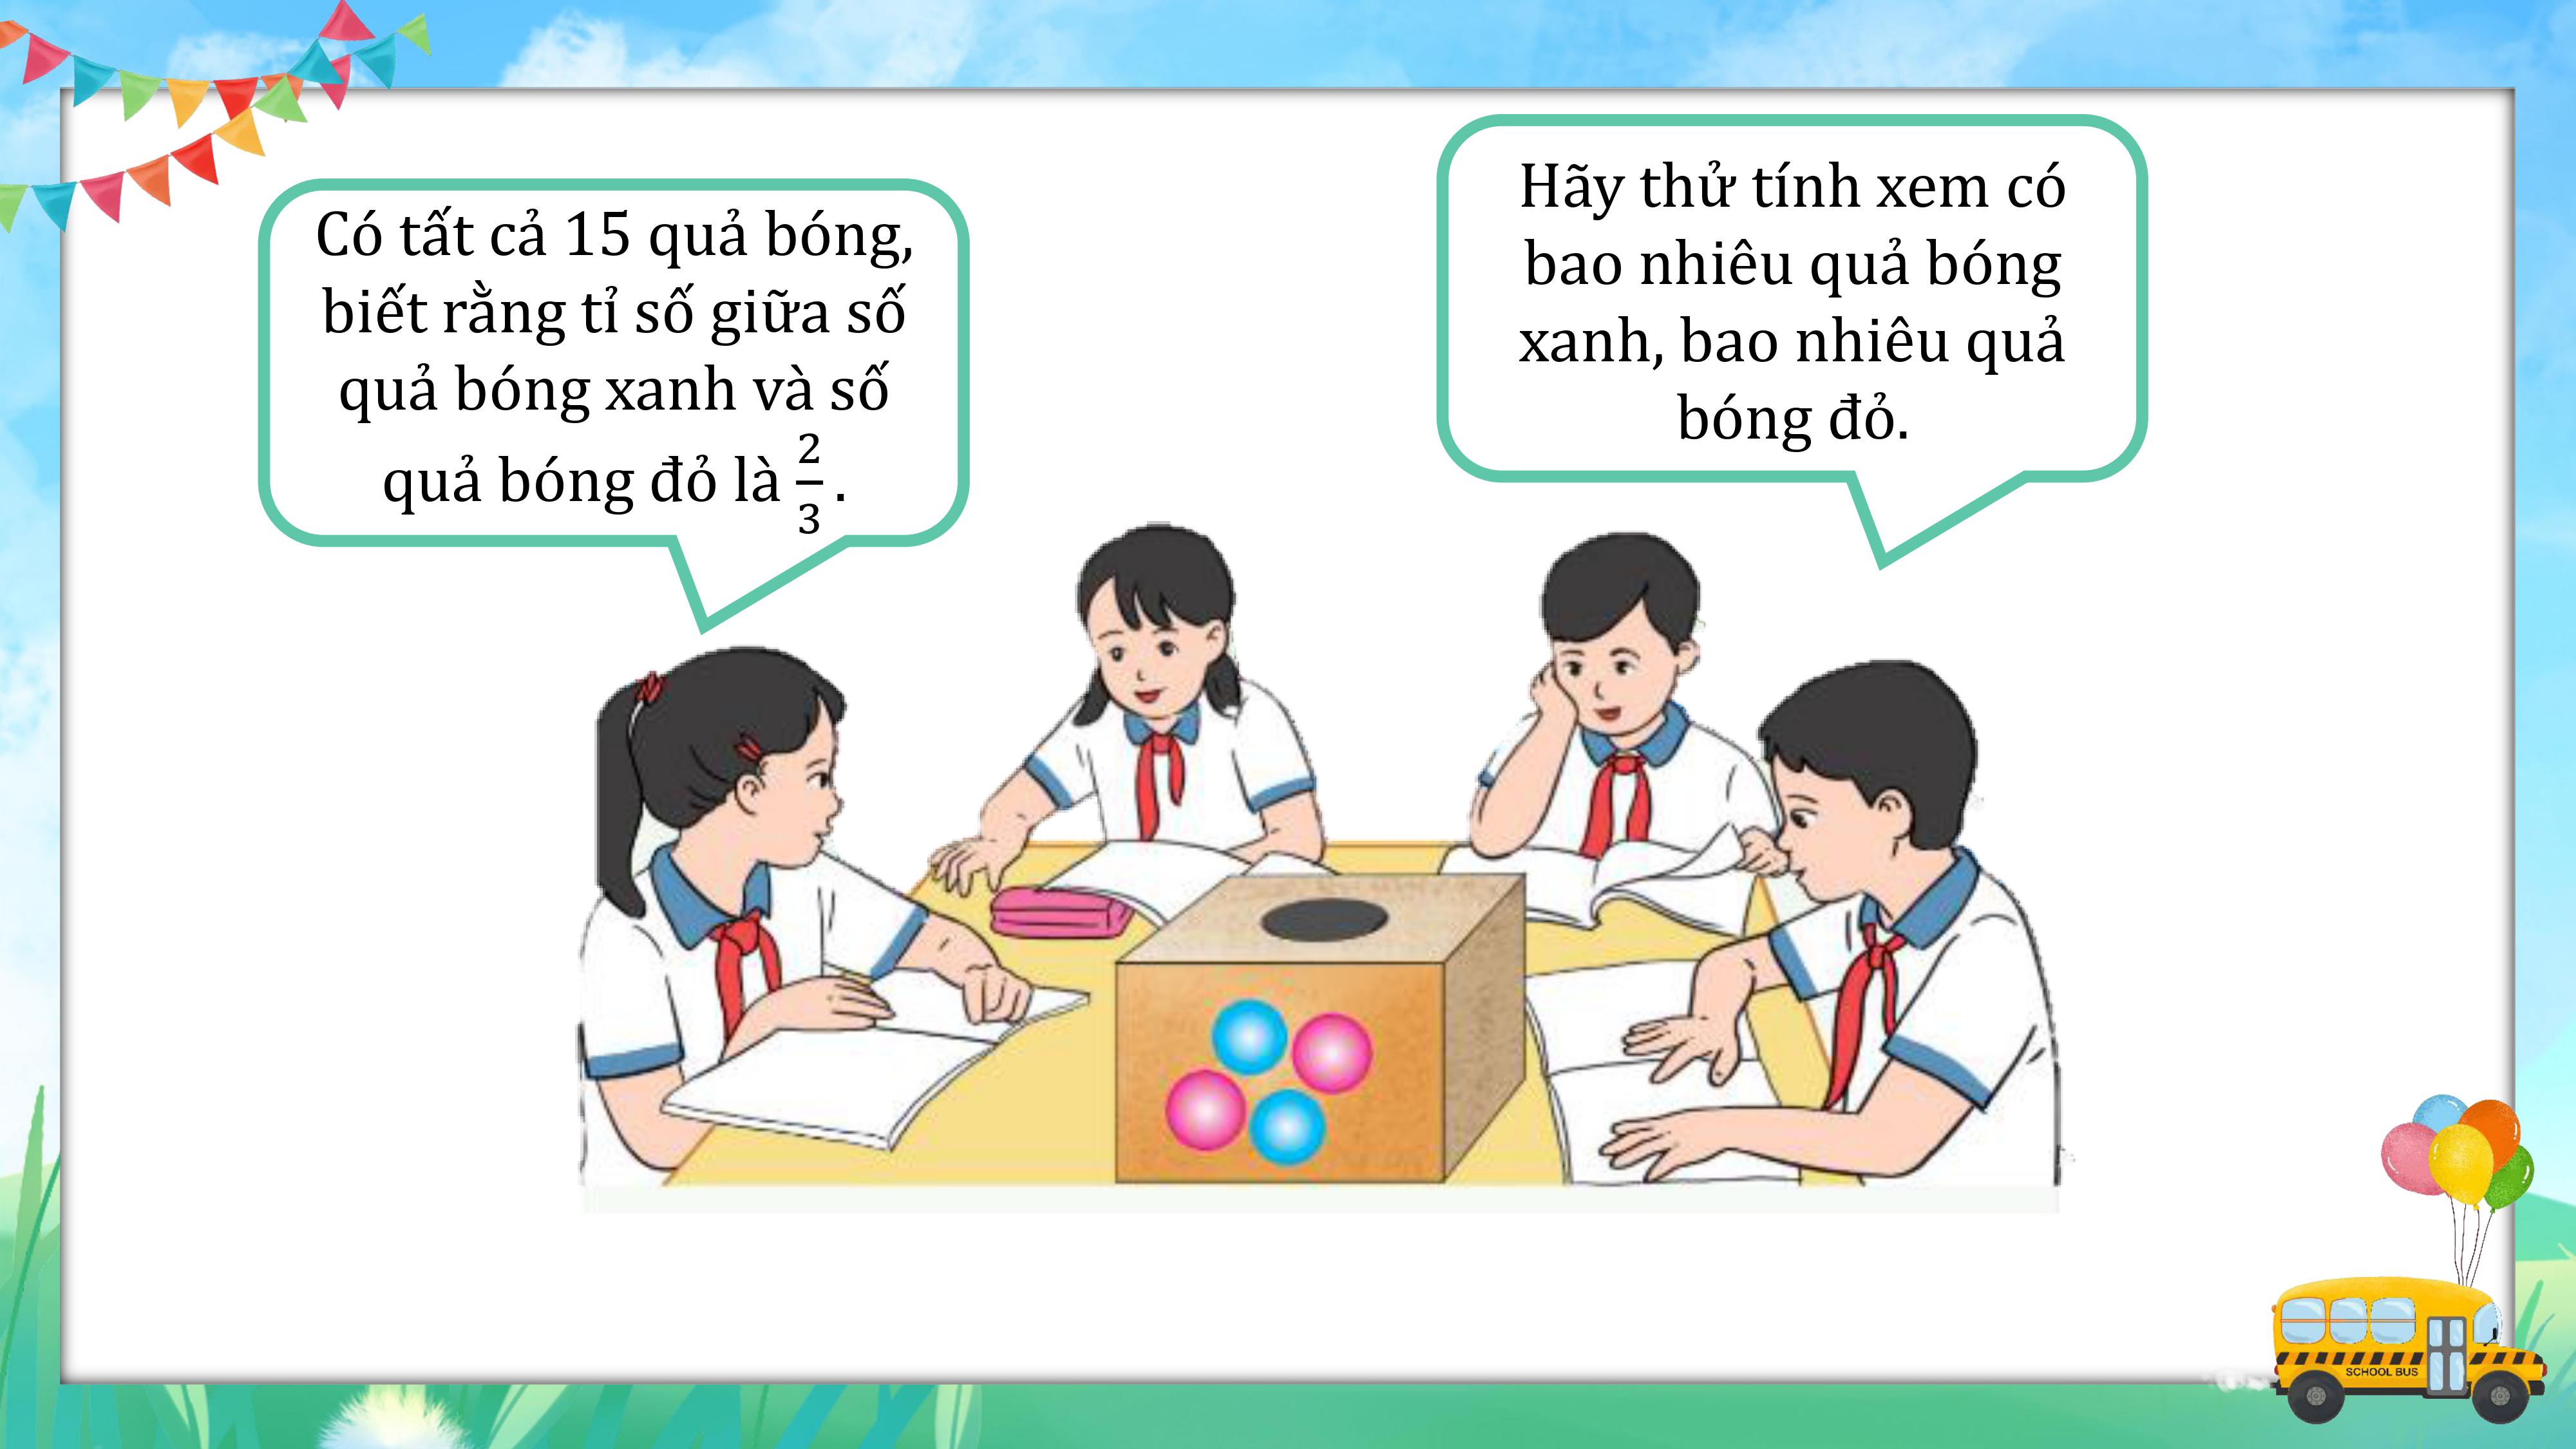 Có tất cả 15 quả bóng,
biết rằng tỉ số giữa số
quả bóng xanh và số
quả bóng đỏ là 2/3 .
Hãy thử tính xem có
bao nhiêu quả bóng
xanh, bao nhiêu quả
bóng đỏ.
SCHOOL BUS